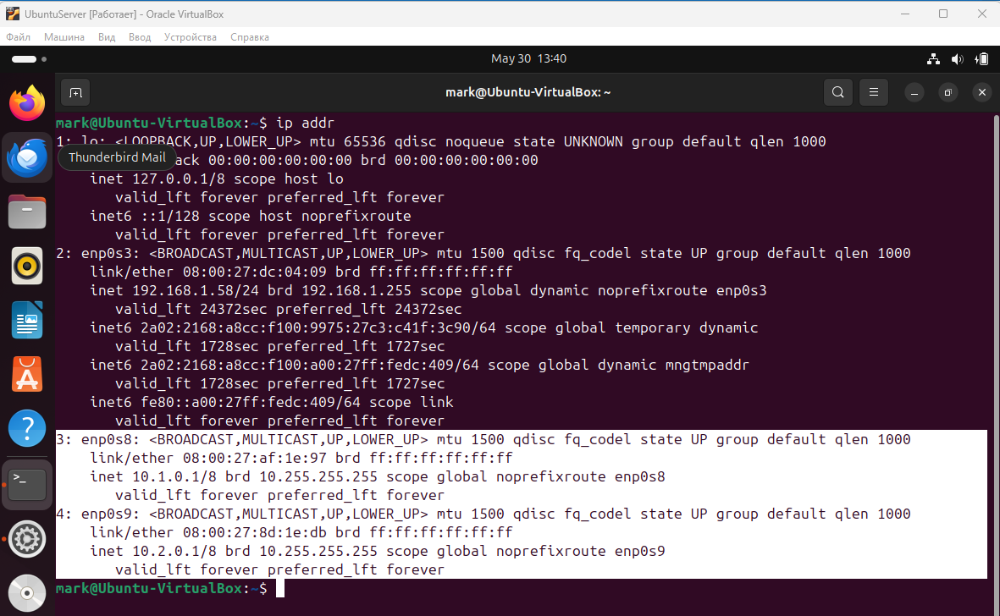 UbuntuServer [Работает] - Oracle VirtualBox
Файл Машина Вид Ввод Устройства Справка
May 30 13:40
mark@Ubuntu-VirtualBox: ~
mark@Ubuntu-VirtualBox:~$ ip addr
1: lo: <LOOPBACK,UP,LOWER_UP> mtu 65536 qdisc noqueue state UNKNOWN group default qlen 1000
Thunderbird Mail
ack 00:00:00:00:00:00 brd 00:00:00:00:00:00
inet 127.0.0.1/8 scope host lo
valid_lft forever preferred_lft forever
inet6 ::1/128 scope host noprefixroute
valid_lft forever preferred_lft forever
2: enp0s3: <BROADCAST,MULTICAST,UP,LOWER_UP> mtu 1500 qdisc fq_codel state UP group default qlen 1000
link/ether 08:00:27:dc:04:09 brd ff:ff:ff:ff:ff:ff
inet 192.168.1.58/24 brd 192.168.1.255 scope global dynamic noprefixroute enp0s3
valid_lft 24372sec preferred_lft 24372sec
inet6 2a02:2168:a8cc:f100:9975:27c3:c41f:3c90/64 scope global temporary dynamic
valid_lft 1728sec preferred_lft 1727sec
inet6 2a02:2168:a8cc:f100:a00:27ff:fedc:409/64 scope global dynamic mngtmpaddr
valid_lft 1728sec preferred_lft 1727sec
inet6 fe80::a00:27ff:fedc:409/64 scope link
valid_lft forever preferred_lft forever
3: enp0s8: <BROADCAST,MULTICAST,UP,LOWER_UP> mtu 1500 qdisc fq_codel state UP group default qlen 1000
link/ether 08:00:27:af:1e:97 brd ff:ff:ff:ff:ff:ff
inet 10.1.0.1/8 brd 10.255.255.255 scope global noprefixroute enp0s8
valid_lft forever preferred_lft forever
4: enp0s9: <BROADCAST,MULTICAST,UP,LOWER_UP> mtu 1500 qdisc fq_codel state UP group default qlen 1000
link/ether 08:00:27:8d:1e:db brd ff:ff:ff:ff:ff:ff
inet 10.2.0.1/8 brd 10.255.255.255 scope global noprefixroute enp0s9
valid_lft forever preferred_lft forever
mark@Ubuntu-VirtualBox:~$